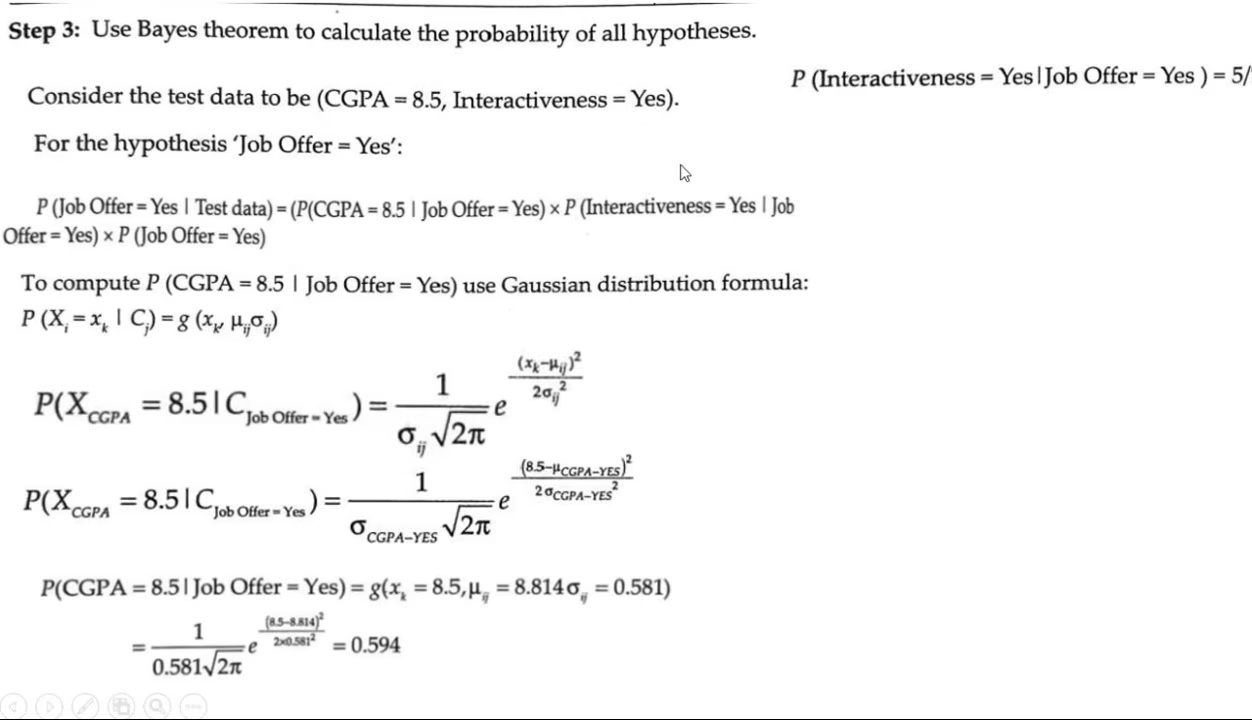 Step 3: Use Bayes theorem to calculate the probability of all hypotheses.
P (Interactiveness = Yes | Job Offer = Yes ) = 5/
Consider the test data to be (CGPA = 8.5, Interactiveness = Yes).
For the hypothesis ‘Job Offer = Yes’:
P (Job Offer = Yes | Test data) = (P(CGPA = 8.5 | Job Offer = Yes) × P (Interactiveness = Yes | Job
Offer = Yes) × P (Job Offer = Yes)
To compute P (CGPA = 8.5 | Job Offer = Yes) use Gaussian distribution formula:
P (X_i = x_k | C_j) = g (x_k, μ_ij σ_ij)
P(X_CGPA = 8.5 | C_Job Offer = Yes) = 1 / (σ_ij √2π) e^((x_k–μ_ij)² / 2σ_ij²)
P(X_CGPA = 8.5 | C_Job Offer = Yes) = 1 / (σ_CGPA–YES √2π) e^((8.5–μ_CGPA–YES)² / 2σ_CGPA–YES²)
P(CGPA = 8.5 | Job Offer = Yes) = g(x_k = 8.5, μ_ij = 8.814 σ_ij = 0.581)
= 1 / (0.581√2π) e^((8.5–8.814)² / 2×0.581²) = 0.594